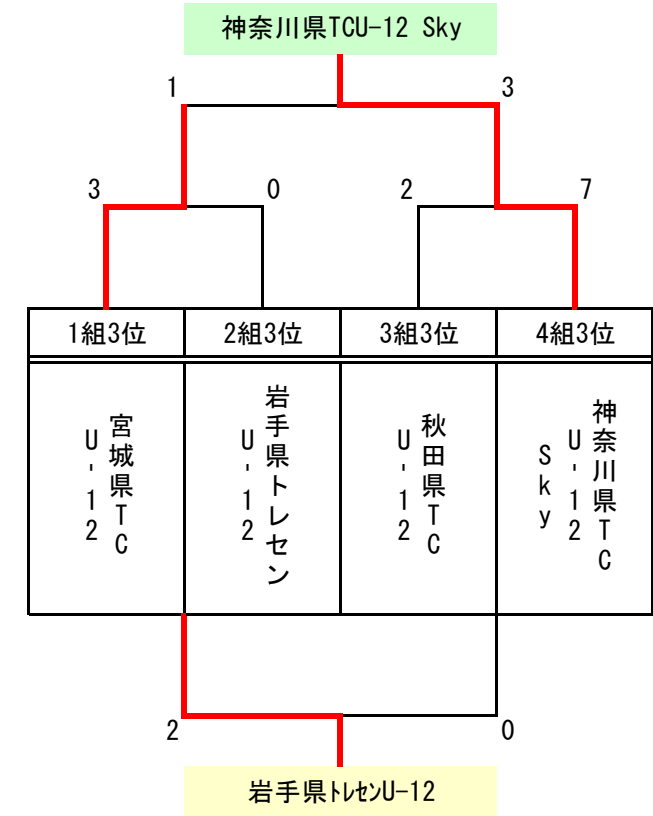 神奈川県TCU-12 Sky
1 3
3 0 2 7
1組3位 2組3位 3組3位 4組3位
宮城県TC
U-12
岩手県トレセン
U-12
秋田県TC
U-12
神奈川県TC
U-12
Sky
2 0
岩手県ﾄﾚｾﾝU-12